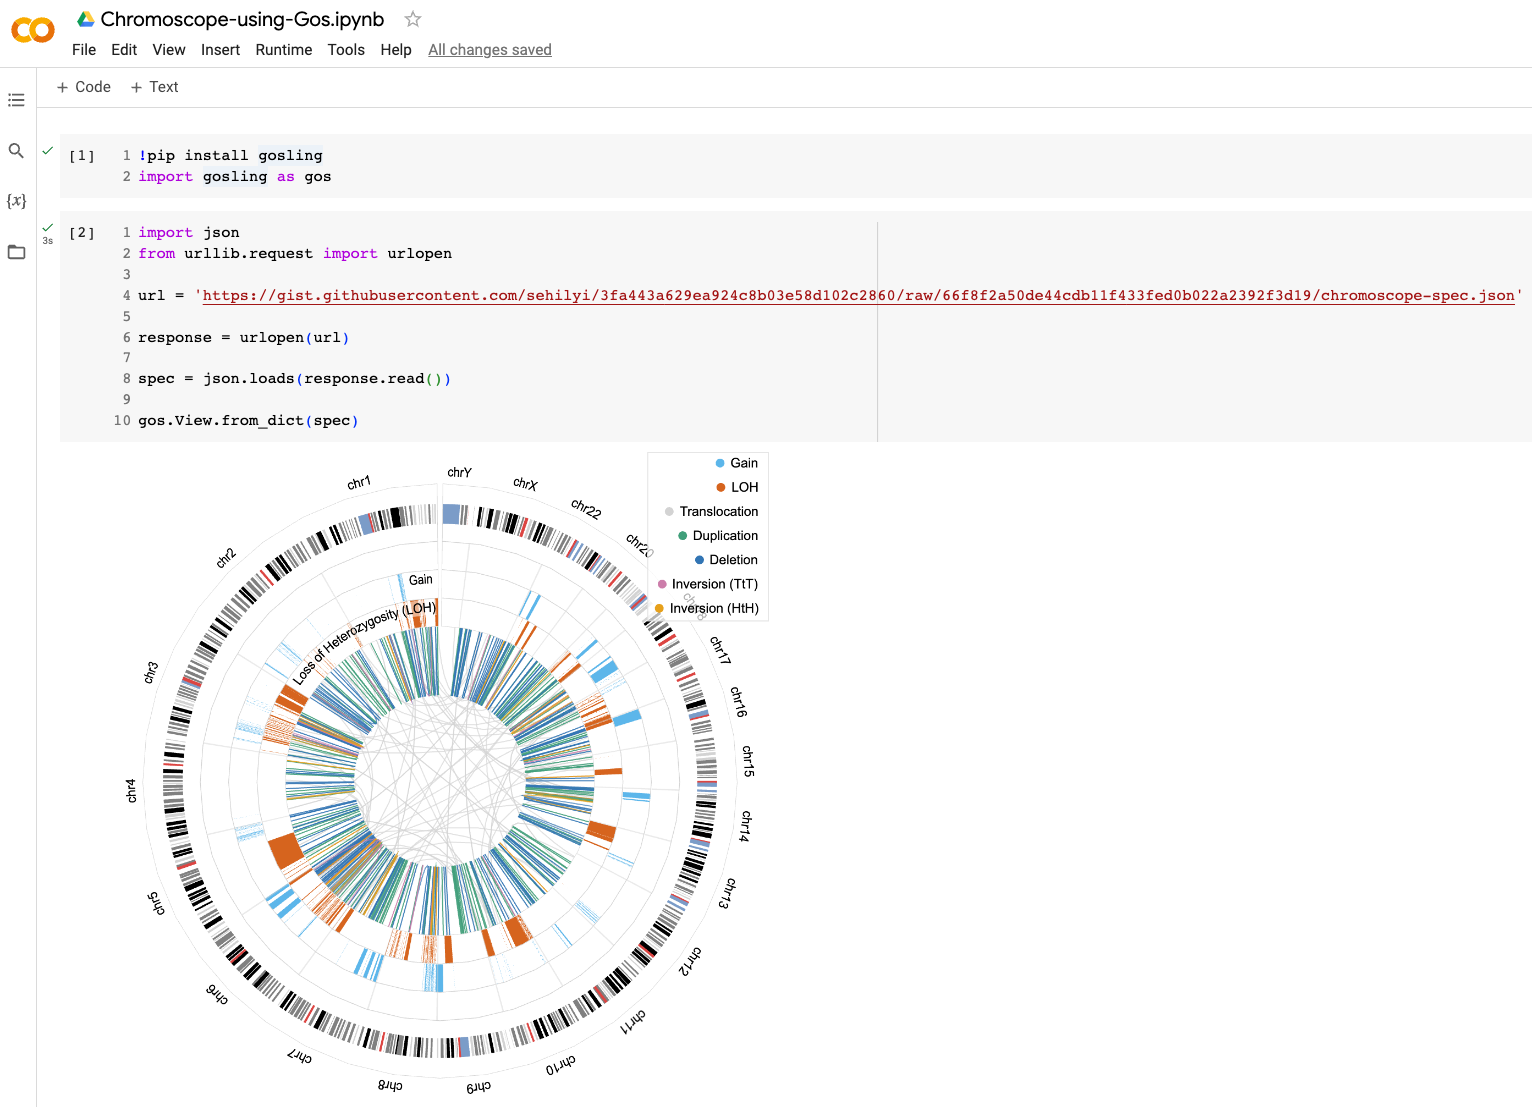 Chromoscope-using-Gos.ipynb
File Edit View Insert Runtime Tools Help All changes saved
+ Code + Text
{x}
[1]
1 !pip install gosling
2 import gosling as gos
3s
[2]
1 import json
2 from urllib.request import urlopen
3
4 url = 'https://gist.githubusercontent.com/sehilyi/3fa443a629ea924c8b03e58d102c2860/raw/66f8f2a50de44cdb11f433fed0b022a2392f3d19/chromoscope-spec.json'
5
6 response = urlopen(url)
7
8 spec = json.loads(response.read())
9
10 gos.View.from_dict(spec)
Gain
LOH
Translocation
Duplication
Deletion
Inversion (TtT)
Inversion (HtH)
chrY
chrX
chr22
chr20
chr17
chr16
chr15
chr14
chr13
chr12
chr11
chr10
chr9
chr8
chr7
chr6
chr5
chr4
chr3
chr2
chr1
Gain
Loss of Heterozygosity (LOH)